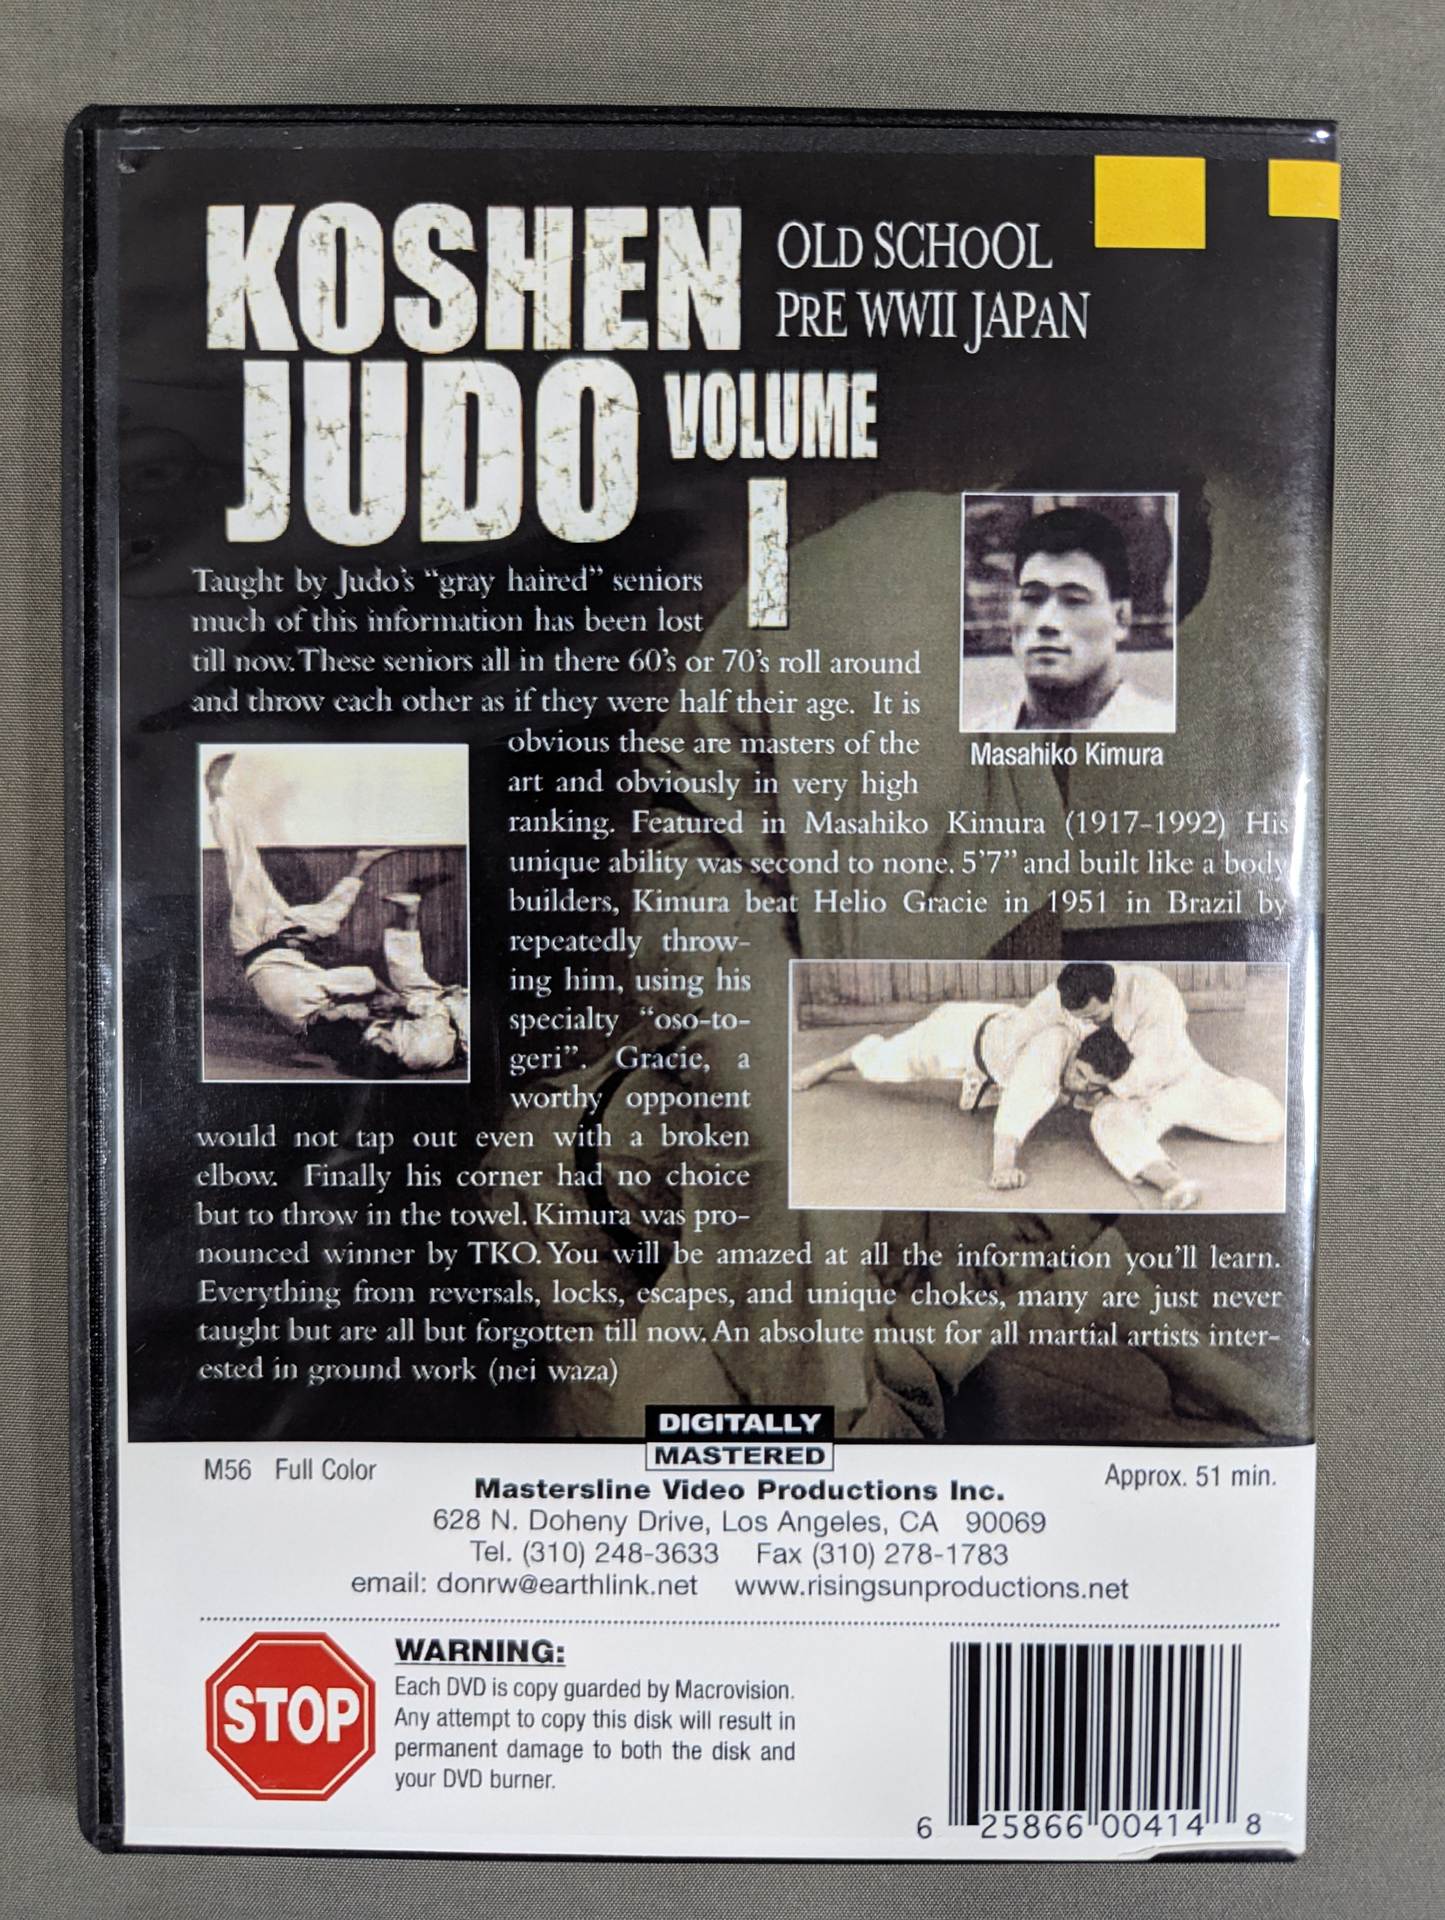 KOSHEN
JUDO
VOLUME
I
OLD SCHOOL
PRE WWII JAPAN
Taught by Judo's “gray haired” seniors
much of this information has been lost
till now. These seniors all in there 60's or 70's roll around
and throw each other as if they were half their age. It is
obvious these are masters of the
art and obviously in very high
ranking. Featured in Masahiko Kimura (1917-1992) His
unique ability was second to none. 5'7” and built like a body
builders, Kimura beat Helio Gracie in 1951 in Brazil by
repeatedly throw-
ing him, using his
specialty “oso-to-
geri”. Gracie, a
worthy opponent
would not tap out even with a broken
elbow. Finally his corner had no choice
but to throw in the towel. Kimura was pro-
nounced winner by TKO. You will be amazed at all the information you'll learn.
Everything from reversals, locks, escapes, and unique chokes, many are just never
taught but are all but forgotten till now. An absolute must for all martial artists inter-
ested in ground work (nei waza)
Masahiko Kimura
DIGITALLY
MASTERED
M56 Full Color
Approx. 51 min.
Mastersline Video Productions Inc.
628 N. Doheny Drive, Los Angeles, CA 90069
Tel. (310) 248-3633 Fax (310) 278-1783
email: donrw@earthlink.net www.risingsunproductions.net
STOP
WARNING:
Each DVD is copy guarded by Macrovision.
Any attempt to copy this disk will result in
permanent damage to both the disk and
your DVD burner.
6 25866 00414 8